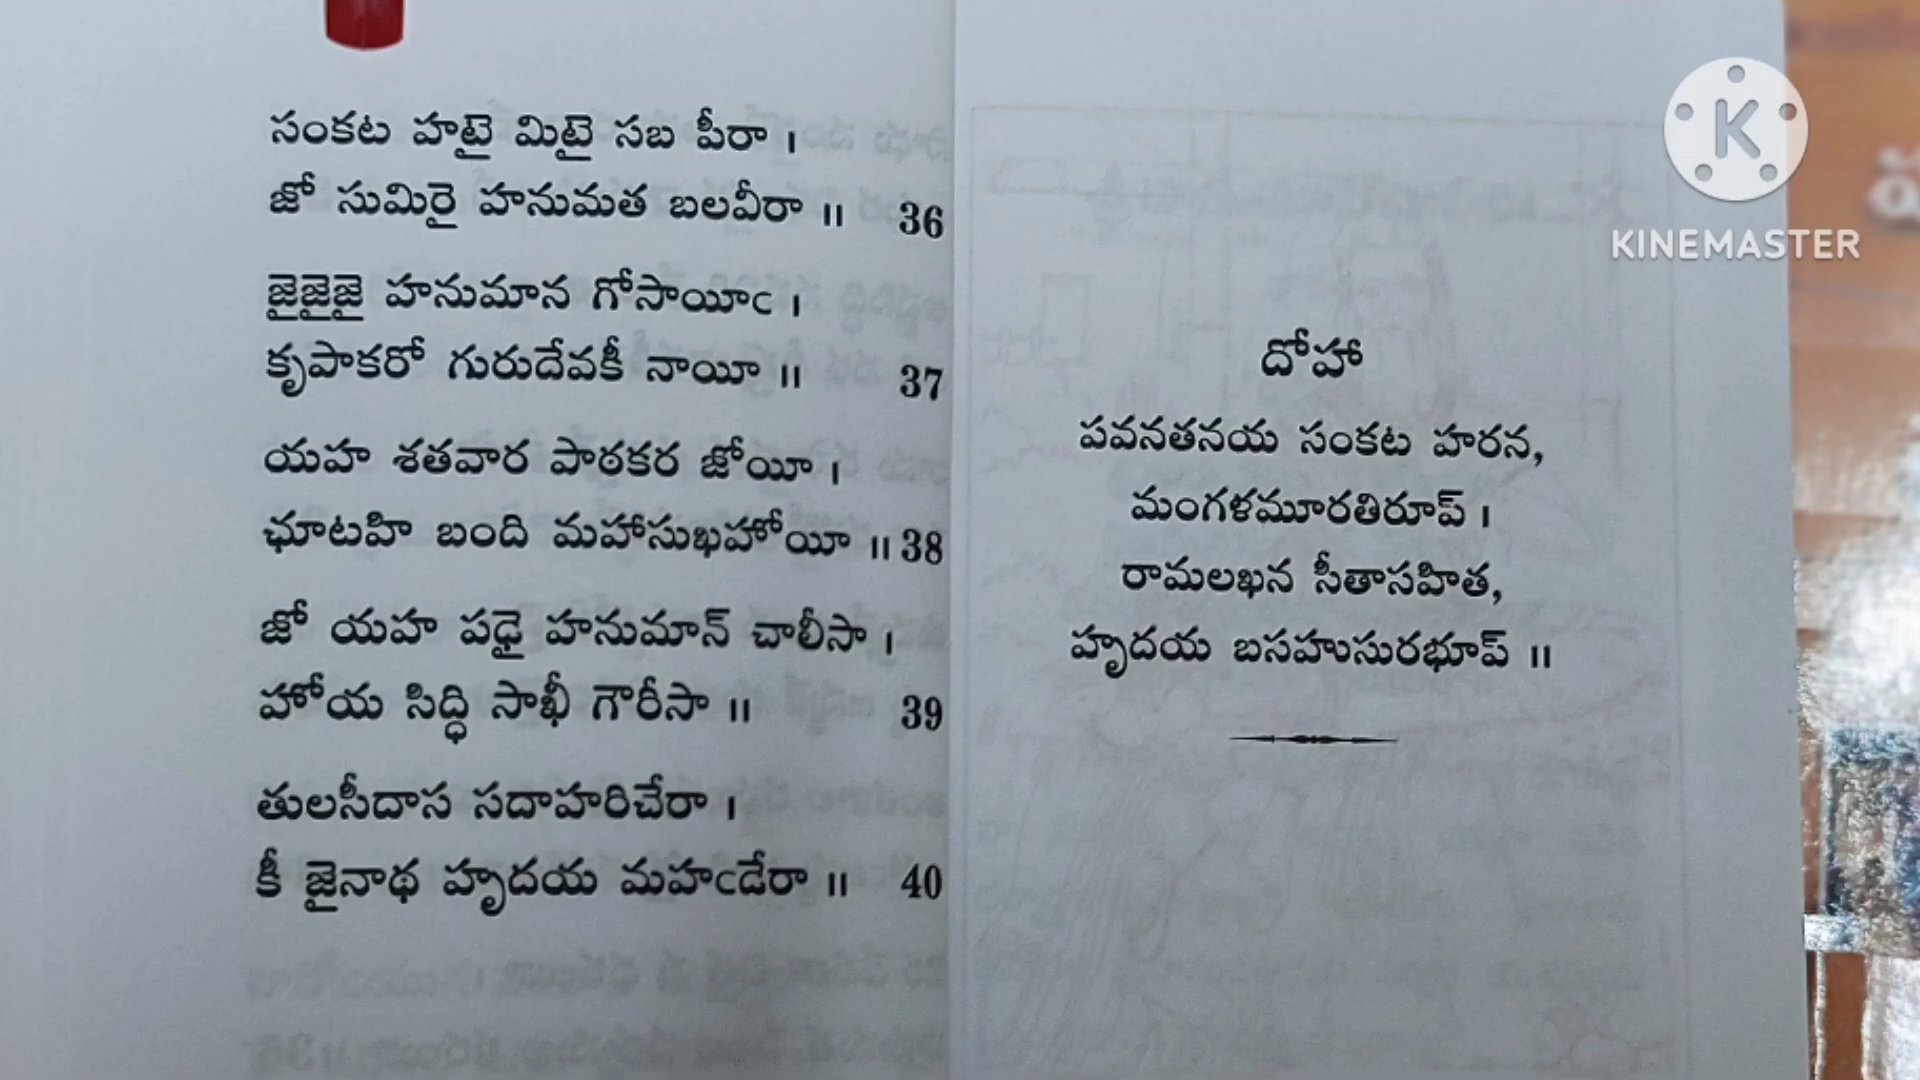 సంకట హటై మిటై సబ పీరా ।
జో సుమిరై హనుమత బలవీరా ॥ 36
జైజైజై హనుమాన గోసాయీఁ ।
కృపాకరో గురుదేవకీ నాయీ ॥ 37
యహ శతవార పాఠకర జోయీ ।
ఛూటహి బంది మహాసుఖహోయీ ॥ 38
జో యహ పఢై హనుమాన్ చాలీసా ।
హోయ సిద్ధి సాఖీ గౌరీసా ॥ 39
తులసీదాస సదాహరిచేరా ।
కీ జైనాథ హృదయ మహఁడేరా ॥ 40
దోహా
పవనతనయ సంకట హరన,
మంగళమూరతిరూప్ ।
రామలఖన సీతాసహిత,
హృదయ బసహుసురభూప్ ॥
K
KINEMASTER